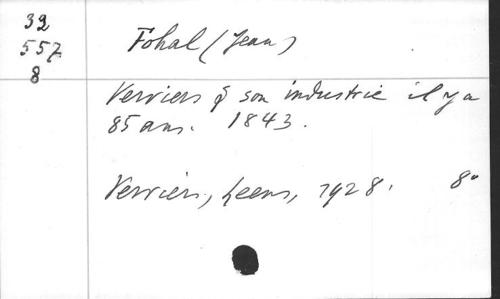 32
557
8
Fohal (Jean)
Verviers & son industrie il y a
85 ans. 1843.
Verviers, Leens, 1928. 8°